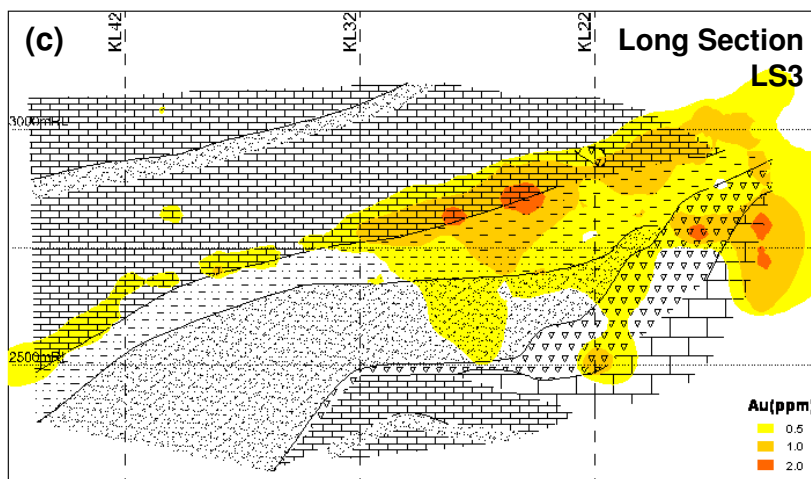 (c)
KL42
KL32
KL22
Long Section
LS3
3000mRL
2500mRL
Au(ppm)
0.5
1.0
2.0